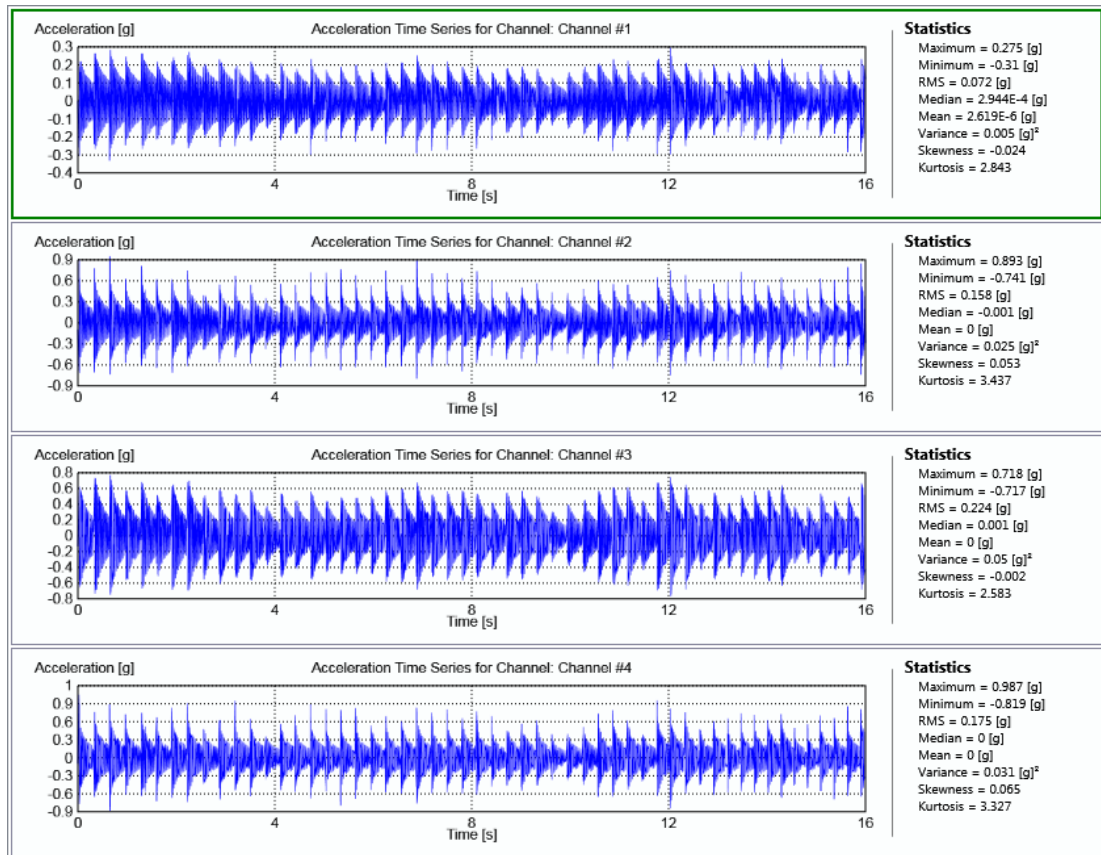 Acceleration [g] Acceleration Time Series for Channel: Channel #1
0.3
0.2
0.1
0
-0.1
-0.2
-0.3
-0.4
0 4 8 12 16
Time [s]
Statistics
Maximum = 0.275 [g]
Minimum = -0.31 [g]
RMS = 0.072 [g]
Median = 2.944E-4 [g]
Mean = 2.619E-6 [g]
Variance = 0.005 [g]²
Skewness = -0.024
Kurtosis = 2.843
Acceleration [g] Acceleration Time Series for Channel: Channel #2
0.9
0.6
0.3
0
-0.3
-0.6
-0.9
0 4 8 12 16
Time [s]
Statistics
Maximum = 0.893 [g]
Minimum = -0.741 [g]
RMS = 0.158 [g]
Median = -0.001 [g]
Mean = 0 [g]
Variance = 0.025 [g]²
Skewness = 0.053
Kurtosis = 3.437
Acceleration [g] Acceleration Time Series for Channel: Channel #3
0.8
0.6
0.4
0.2
0
-0.2
-0.4
-0.6
-0.8
0 4 8 12 16
Time [s]
Statistics
Maximum = 0.718 [g]
Minimum = -0.717 [g]
RMS = 0.224 [g]
Median = 0.001 [g]
Mean = 0 [g]
Variance = 0.05 [g]²
Skewness = -0.002
Kurtosis = 2.583
Acceleration [g] Acceleration Time Series for Channel: Channel #4
1
0.9
0.6
0.3
0
-0.3
-0.6
-0.9
0 4 8 12 16
Time [s]
Statistics
Maximum = 0.987 [g]
Minimum = -0.819 [g]
RMS = 0.175 [g]
Median = 0 [g]
Mean = 0 [g]
Variance = 0.031 [g]²
Skewness = 0.065
Kurtosis = 3.327